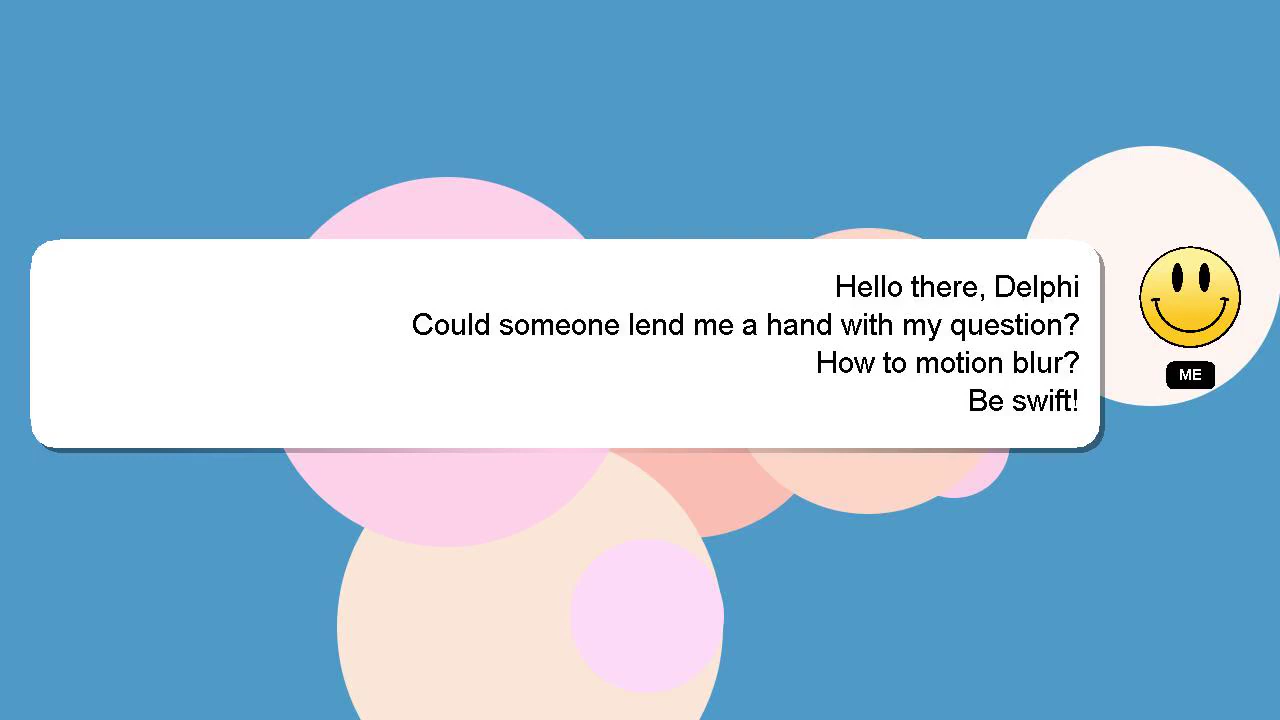 Hello there, Delphi
Could someone lend me a hand with my question?
How to motion blur?
Be swift!
ME